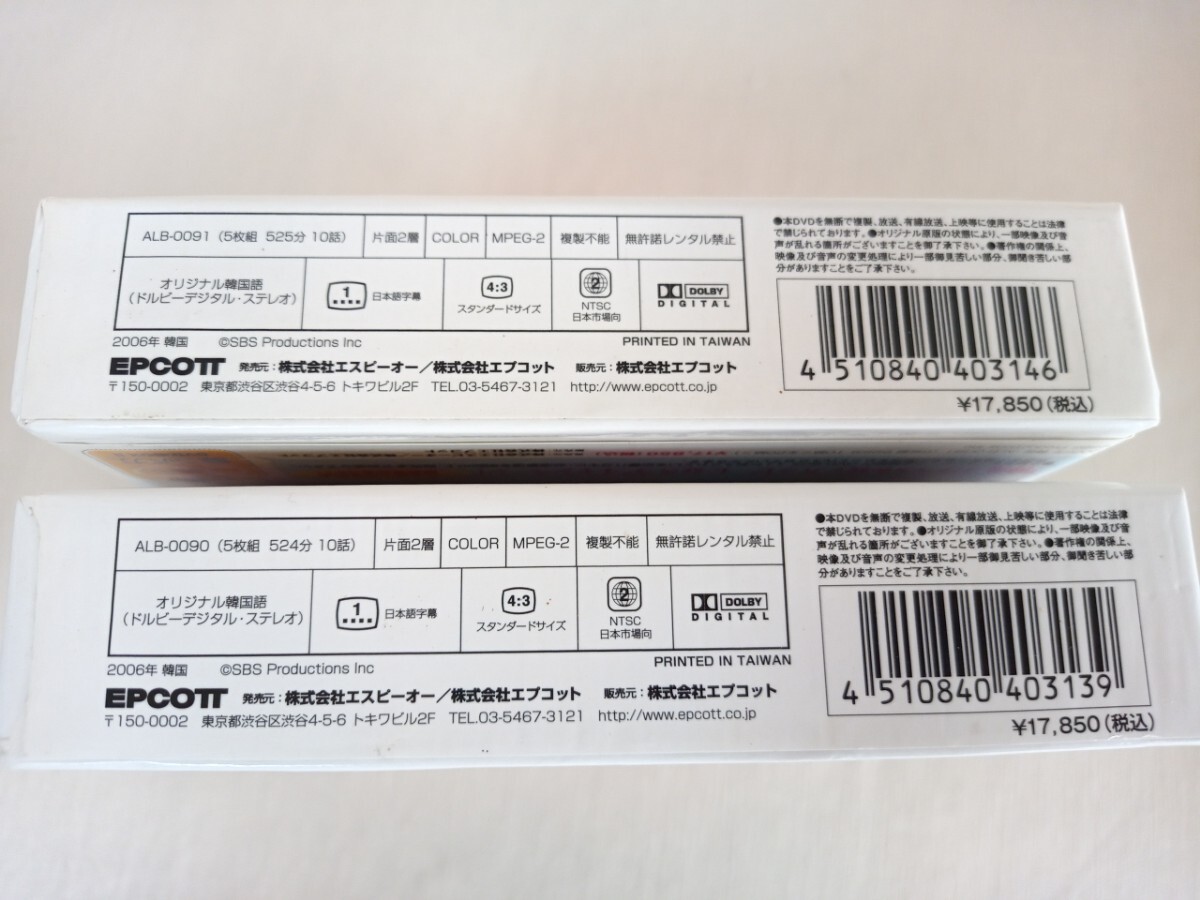 ALB-0091（5枚組 525分 10話） 片面2層 COLOR MPEG-2 複製不能 無許諾レンタル禁止
オリジナル韓国語
（ドルビーデジタル・ステレオ）
1 日本語字幕
4:3
スタンダードサイズ
2
NTSC
日本市場向
DOLBY
DIGITAL
2006年 韓国 ©SBS Productions Inc
PRINTED IN TAIWAN
EPCOTT 発売元：株式会社エスピーオー／株式会社エプコット 販売元：株式会社エプコット
〒150-0002 東京都渋谷区渋谷4-5-6 トキワビル2F TEL.03-5467-3121 http://www.epcott.co.jp
●本DVDを無断で複製、放送、有線放送、上映等に使用することは法律
で禁じられております。●オリジナル原版の状態により、一部映像及び音
声が乱れる箇所がございますことを御了承下さい。●著作権の関係上、
映像及び音声の変更処理により一部御見苦しい部分、御聞き苦しい部
分がありますことをご了承下さい。
4 510840 403146
¥17,850（税込）
ALB-0090（5枚組 524分 10話） 片面2層 COLOR MPEG-2 複製不能 無許諾レンタル禁止
オリジナル韓国語
（ドルビーデジタル・ステレオ）
1 日本語字幕
4:3
スタンダードサイズ
2
NTSC
日本市場向
DOLBY
DIGITAL
2006年 韓国 ©SBS Productions Inc
PRINTED IN TAIWAN
EPCOTT 発売元：株式会社エスピーオー／株式会社エプコット 販売元：株式会社エプコット
〒150-0002 東京都渋谷区渋谷4-5-6 トキワビル2F TEL.03-5467-3121 http://www.epcott.co.jp
●本DVDを無断で複製、放送、有線放送、上映等に使用することは法律
で禁じられております。●オリジナル原版の状態により、一部映像及び音
声が乱れる箇所がございますことを御了承下さい。●著作権の関係上、
映像及び音声の変更処理により一部御見苦しい部分、御聞き苦しい部
分がありますことをご了承下さい。
4 510840 403139
¥17,850（税込）